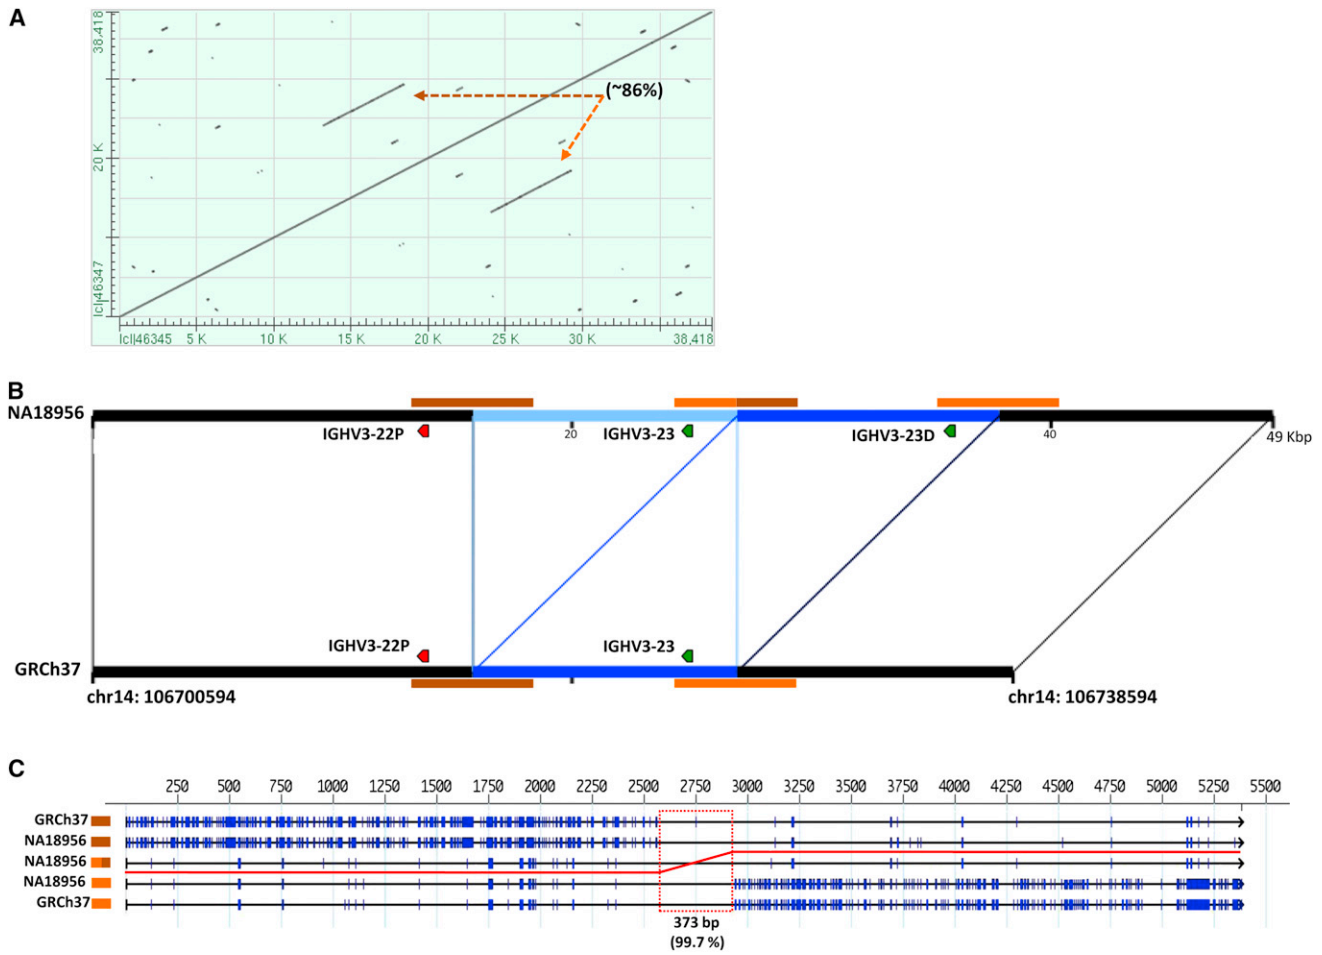 A
38,418
20 K
lcl|46347
(~86%)
lcl|46345 5 K 10 K 15 K 20 K 25 K 30 K 38,418
B
NA18956
IGHV3-22P
20
IGHV3-23
IGHV3-23D
40
49 Kbp
IGHV3-22P
IGHV3-23
GRCh37
chr14: 106700594
chr14: 106738594
C
250 500 750 1000 1250 1500 1750 2000 2250 2500 2750 3000 3250 3500 3750 4000 4250 4500 4750 5000 5250 5500
GRCh37
NA18956
NA18956
NA18956
GRCh37
373 bp
(99.7 %)